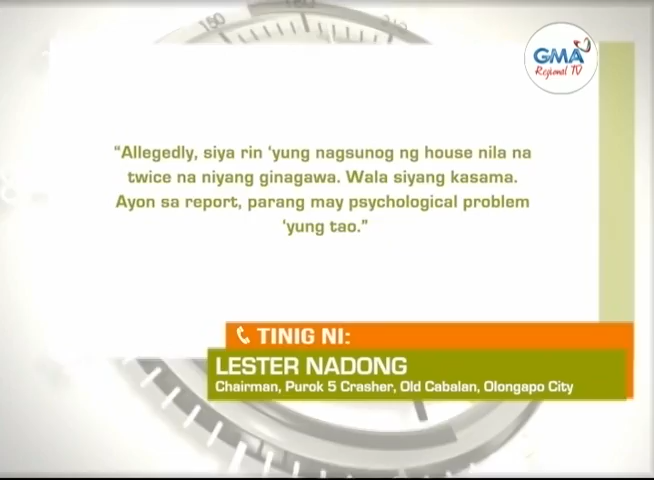 150
GMA
Regional TV
“Allegedly, siya rin ‘yung nagsunog ng house nila na
twice na niyang ginagawa. Wala siyang kasama.
Ayon sa report, parang may psychological problem
‘yung tao.”
TINIG NI:
LESTER NADONG
Chairman, Purok 5 Crasher, Old Cabalan, Olongapo City